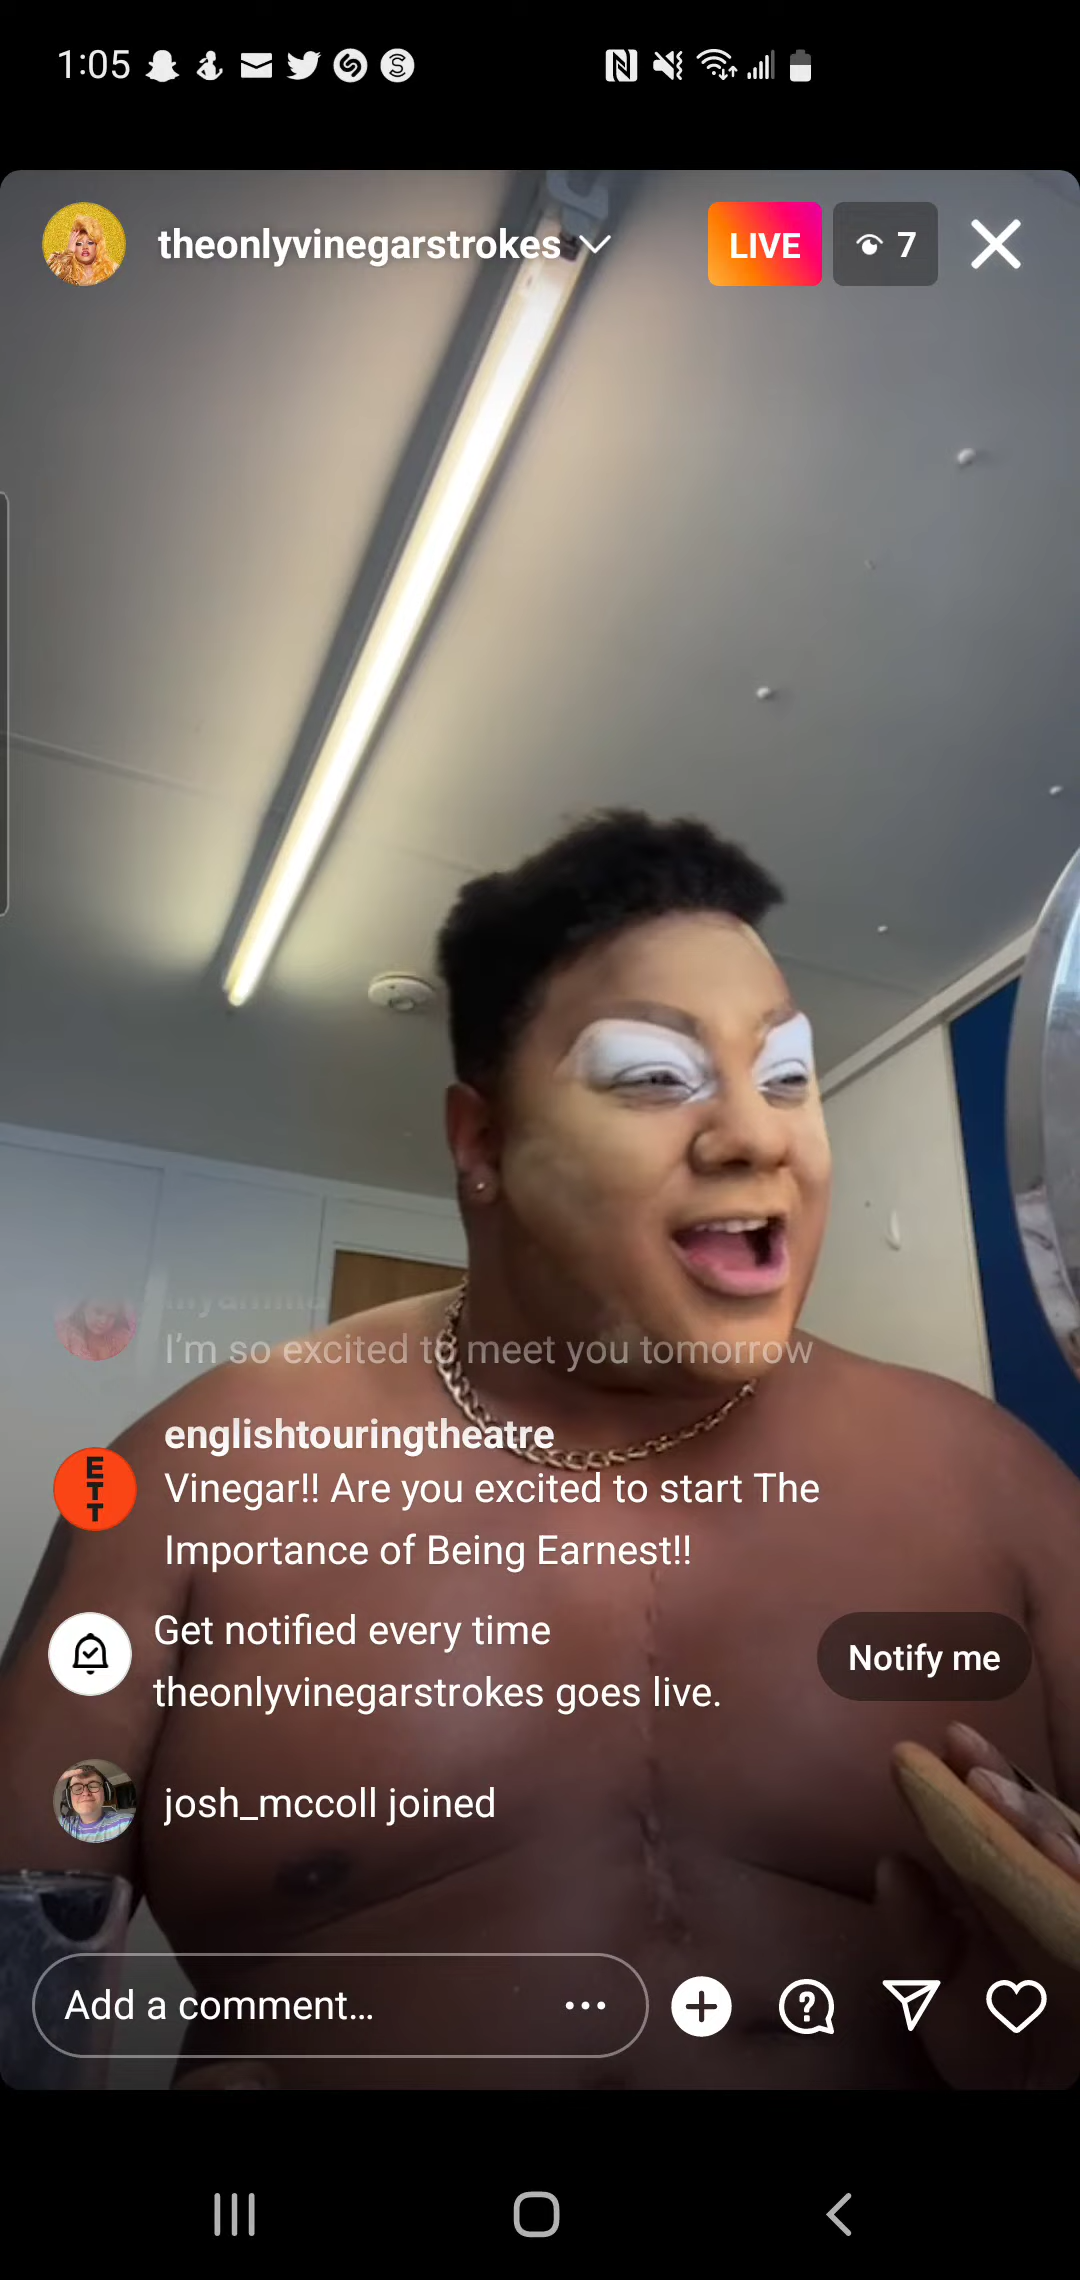 1:05
theonlyvinegarstrokes
LIVE
7
I'm so excited to meet you tomorrow
englishtouringtheatre
ETT
Vinegar!! Are you excited to start The
Importance of Being Earnest!!
Get notified every time
theonlyvinegarstrokes goes live.
Notify me
josh_mccoll joined
Add a comment...